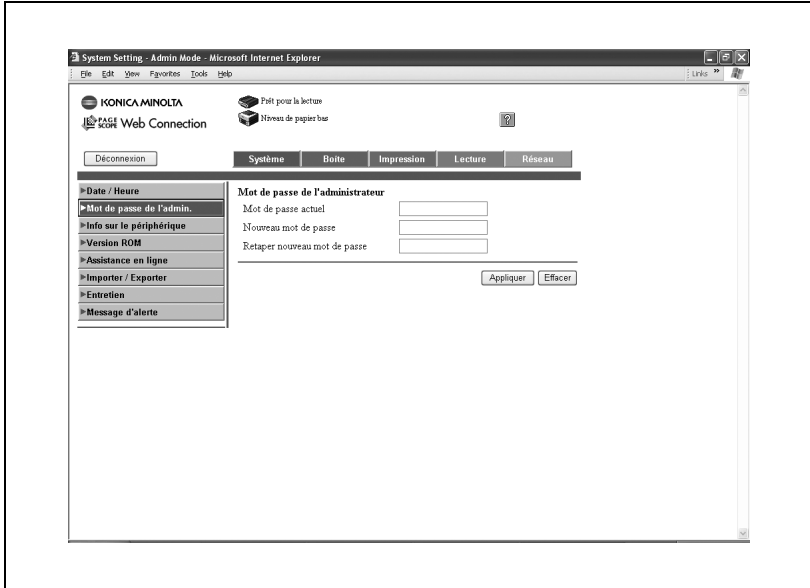 System Setting - Admin Mode - Microsoft Internet Explorer
File Edit View Favorites Tools Help
Links »
KONICA MINOLTA
PAGE SCOPE Web Connection
Prêt pour la lecture
Niveau de papier bas
?
Déconnexion
Système Boîte Impression Lecture Réseau
Date / Heure
Mot de passe de l'admin.
Info sur le périphérique
Version ROM
Assistance en ligne
Importer / Exporter
Entretien
Message d'alerte
Mot de passe de l'administrateur
Mot de passe actuel
Nouveau mot de passe
Retaper nouveau mot de passe
Appliquer Effacer